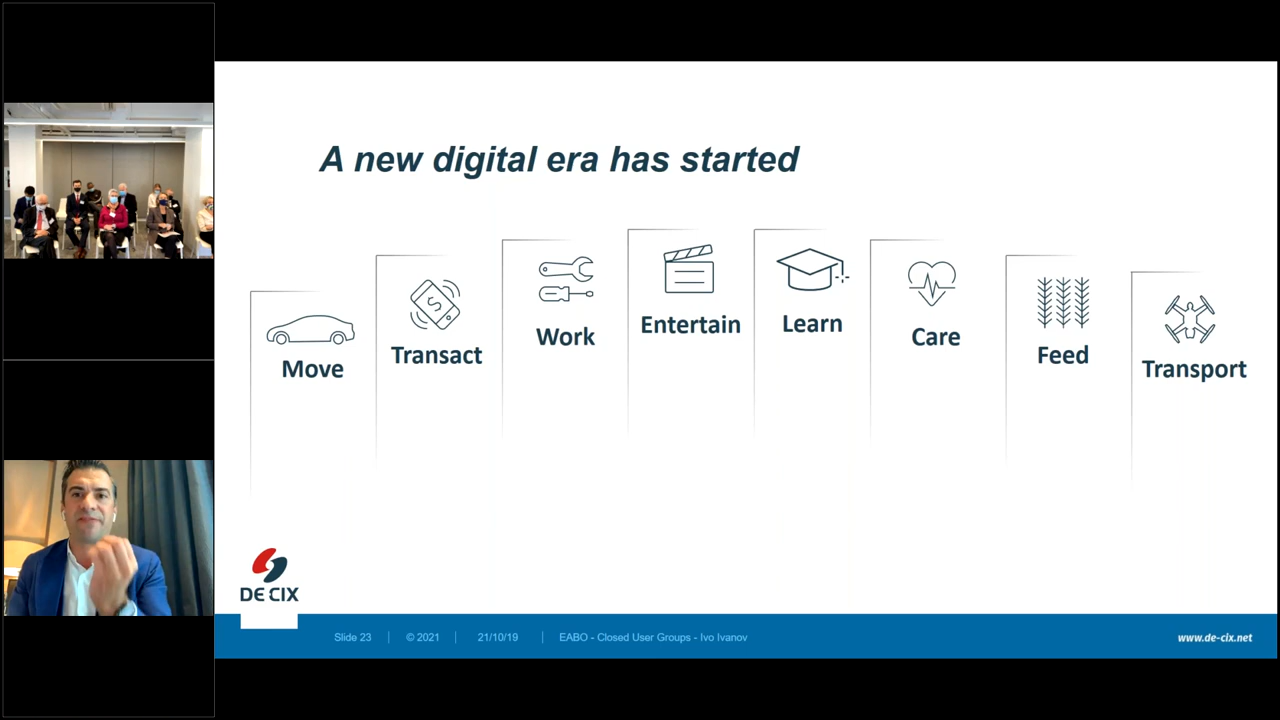 A new digital era has started
Move
Transact
Work
Entertain
Learn
Care
Feed
Transport
DE CIX
Slide 23
© 2021
21/10/19
EABO - Closed User Groups - Ivo Ivanov
www.de-cix.net